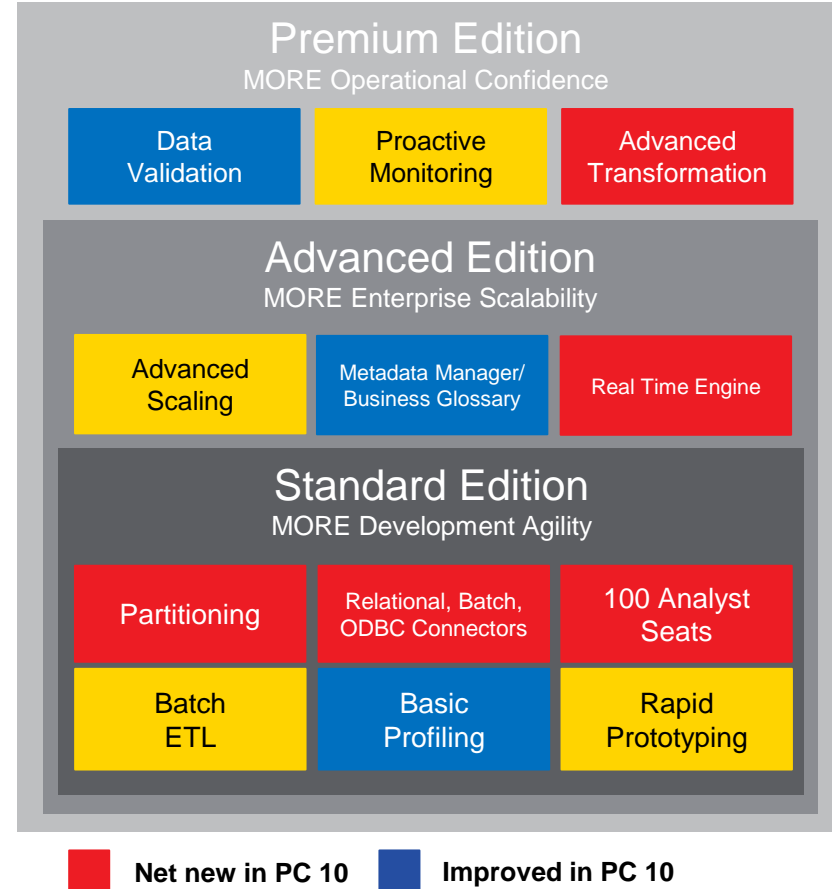 Premium Edition
MORE Operational Confidence
Data
Validation
Proactive
Monitoring
Advanced
Transformation
Advanced Edition
MORE Enterprise Scalability
Advanced
Scaling
Metadata Manager/
Business Glossary
Real Time Engine
Standard Edition
MORE Development Agility
Partitioning
Relational, Batch,
ODBC Connectors
100 Analyst
Seats
Batch
ETL
Basic
Profiling
Rapid
Prototyping
Net new in PC 10
Improved in PC 10